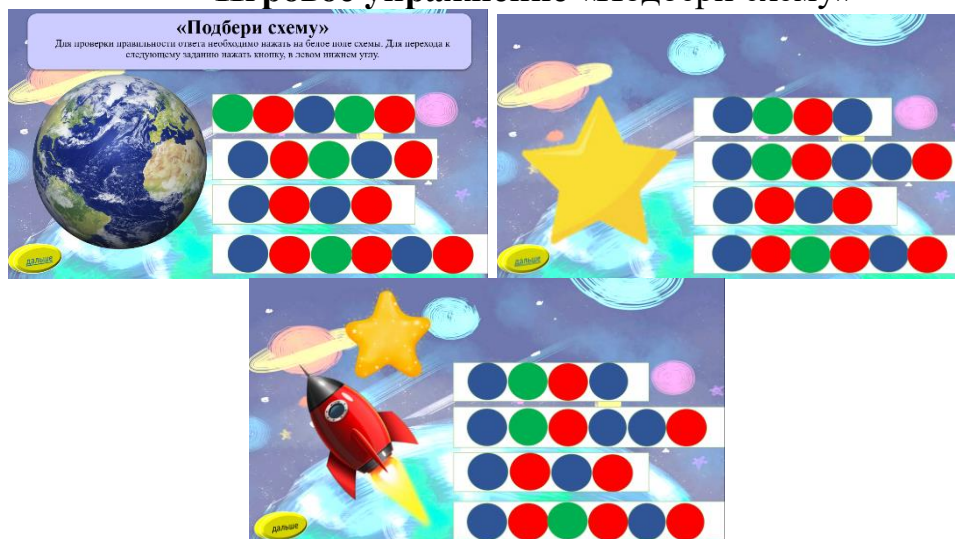 Игровое упражнение «Подбери схему»
«Подбери схему»
Для проверки правильности ответа необходимо нажать на белое поле схемы. Для перехода к
следующему заданию нажать кнопку, в левом нижнем углу.
дальше
дальше
дальше